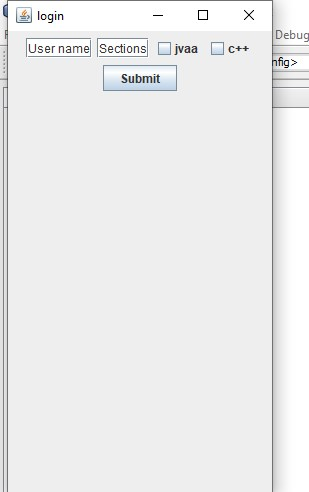 login
Debug
nfig>
User name Sections jvaa c++
Submit